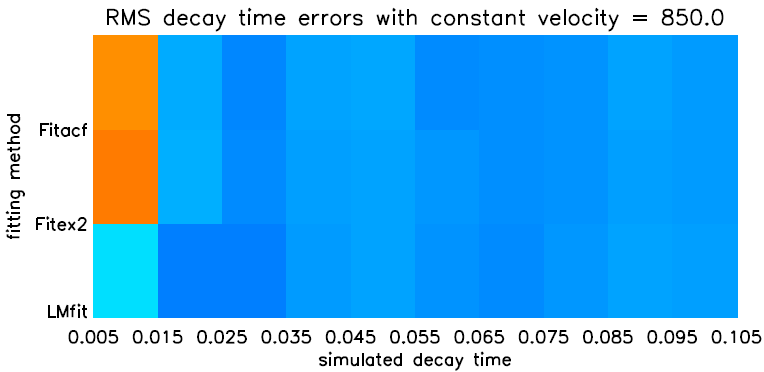 RMS decay time errors with constant velocity = 850.0
fitting method
Fitacf
Fitex2
LMfit
0.005 0.015 0.025 0.035 0.045 0.055 0.065 0.075 0.085 0.095 0.105
simulated decay time